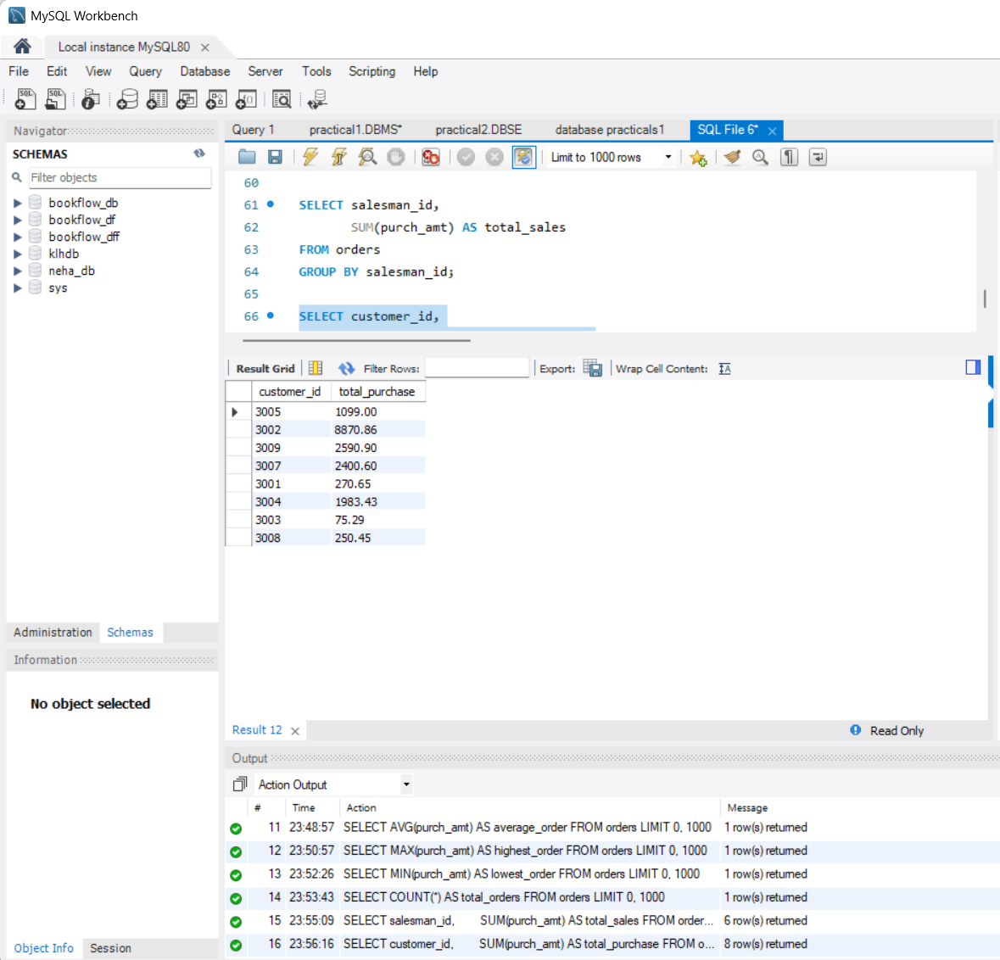 MySQL Workbench
Local instance MySQL80
File Edit View Query Database Server Tools Scripting Help
Navigator
SCHEMAS
Filter objects
bookflow_db
bookflow_df
bookflow_dff
klhdb
neha_db
sys
Administration Schemas
Information
No object selected
Object Info Session
Query 1 practical1.DBMS* practical2.DBSE database practicals1 SQL File 6*
Limit to 1000 rows
60
61 SELECT salesman_id,
62 SUM(purch_amt) AS total_sales
63 FROM orders
64 GROUP BY salesman_id;
65
66 SELECT customer_id,
Result Grid Filter Rows: Export: Wrap Cell Content:
customer_id total_purchase
3005 1099.00
3002 8870.86
3009 2590.90
3007 2400.60
3001 270.65
3004 1983.43
3003 75.29
3008 250.45
Result 12 Read Only
Output
Action Output
# Time Action Message
11 23:48:57 SELECT AVG(purch_amt) AS average_order FROM orders LIMIT 0, 1000 1 row(s) returned
12 23:50:57 SELECT MAX(purch_amt) AS highest_order FROM orders LIMIT 0, 1000 1 row(s) returned
13 23:52:26 SELECT MIN(purch_amt) AS lowest_order FROM orders LIMIT 0, 1000 1 row(s) returned
14 23:53:43 SELECT COUNT(*) AS total_orders FROM orders LIMIT 0, 1000 1 row(s) returned
15 23:55:09 SELECT salesman_id, SUM(purch_amt) AS total_sales FROM order... 6 row(s) returned
16 23:56:16 SELECT customer_id, SUM(purch_amt) AS total_purchase FROM o... 8 row(s) returned